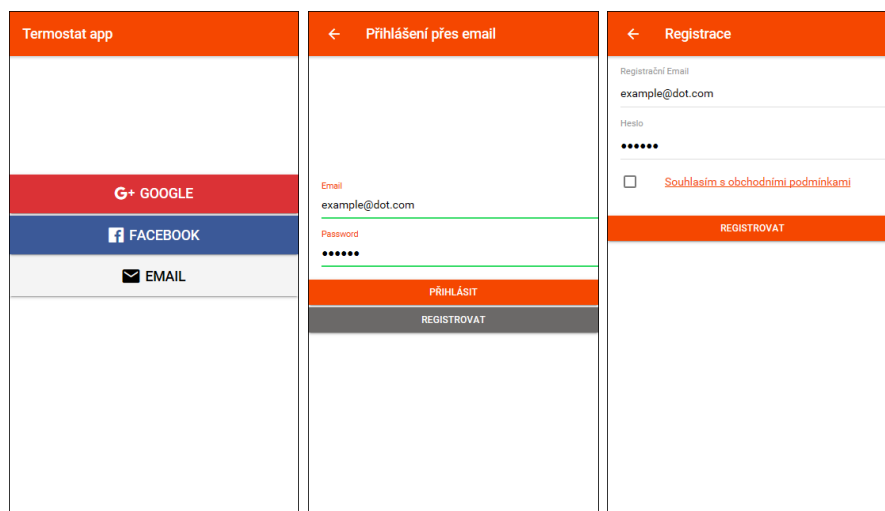 Termostat app
G+ GOOGLE
FACEBOOK
EMAIL
Přihlášení přes email
Email
example@dot.com
Password
••••••
PŘIHLÁSIT
REGISTROVAT
Registrace
Registrační Email
example@dot.com
Heslo
••••••
Souhlasím s obchodními podmínkami
REGISTROVAT